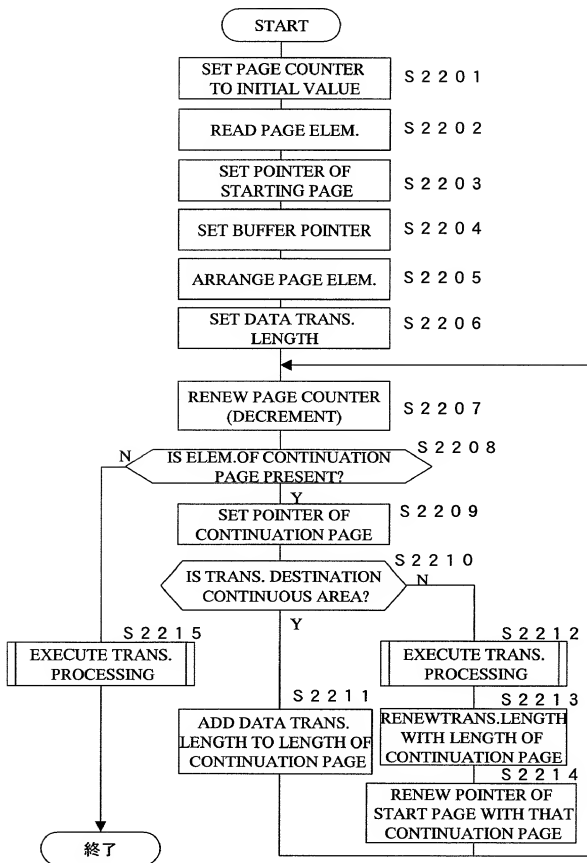 START
SET PAGE COUNTER
TO INITIAL VALUE
S2201
READ PAGE ELEM.
S2202
SET POINTER OF
STARTING PAGE
S2203
SET BUFFER POINTER
S2204
ARRANGE PAGE ELEM.
S2205
SET DATA TRANS.
LENGTH
S2206
RENEW PAGE COUNTER
(DECREMENT)
S2207
S2208
N
IS ELEM.OF CONTINUATION
PAGE PRESENT?
Y
S2209
SET POINTER OF
CONTINUATION PAGE
S2210
IS TRANS. DESTINATION
CONTINUOUS AREA?
N
Y
S2215
EXECUTE TRANS.
PROCESSING
S2212
EXECUTE TRANS.
PROCESSING
S2211
ADD DATA TRANS.
LENGTH TO LENGTH OF
CONTINUATION PAGE
S2213
RENEWTRANS.LENGTH
WITH LENGTH OF
CONTINUATION PAGE
S2214
RENEW POINTER OF
START PAGE WITH THAT
CONTINUATION PAGE
終了